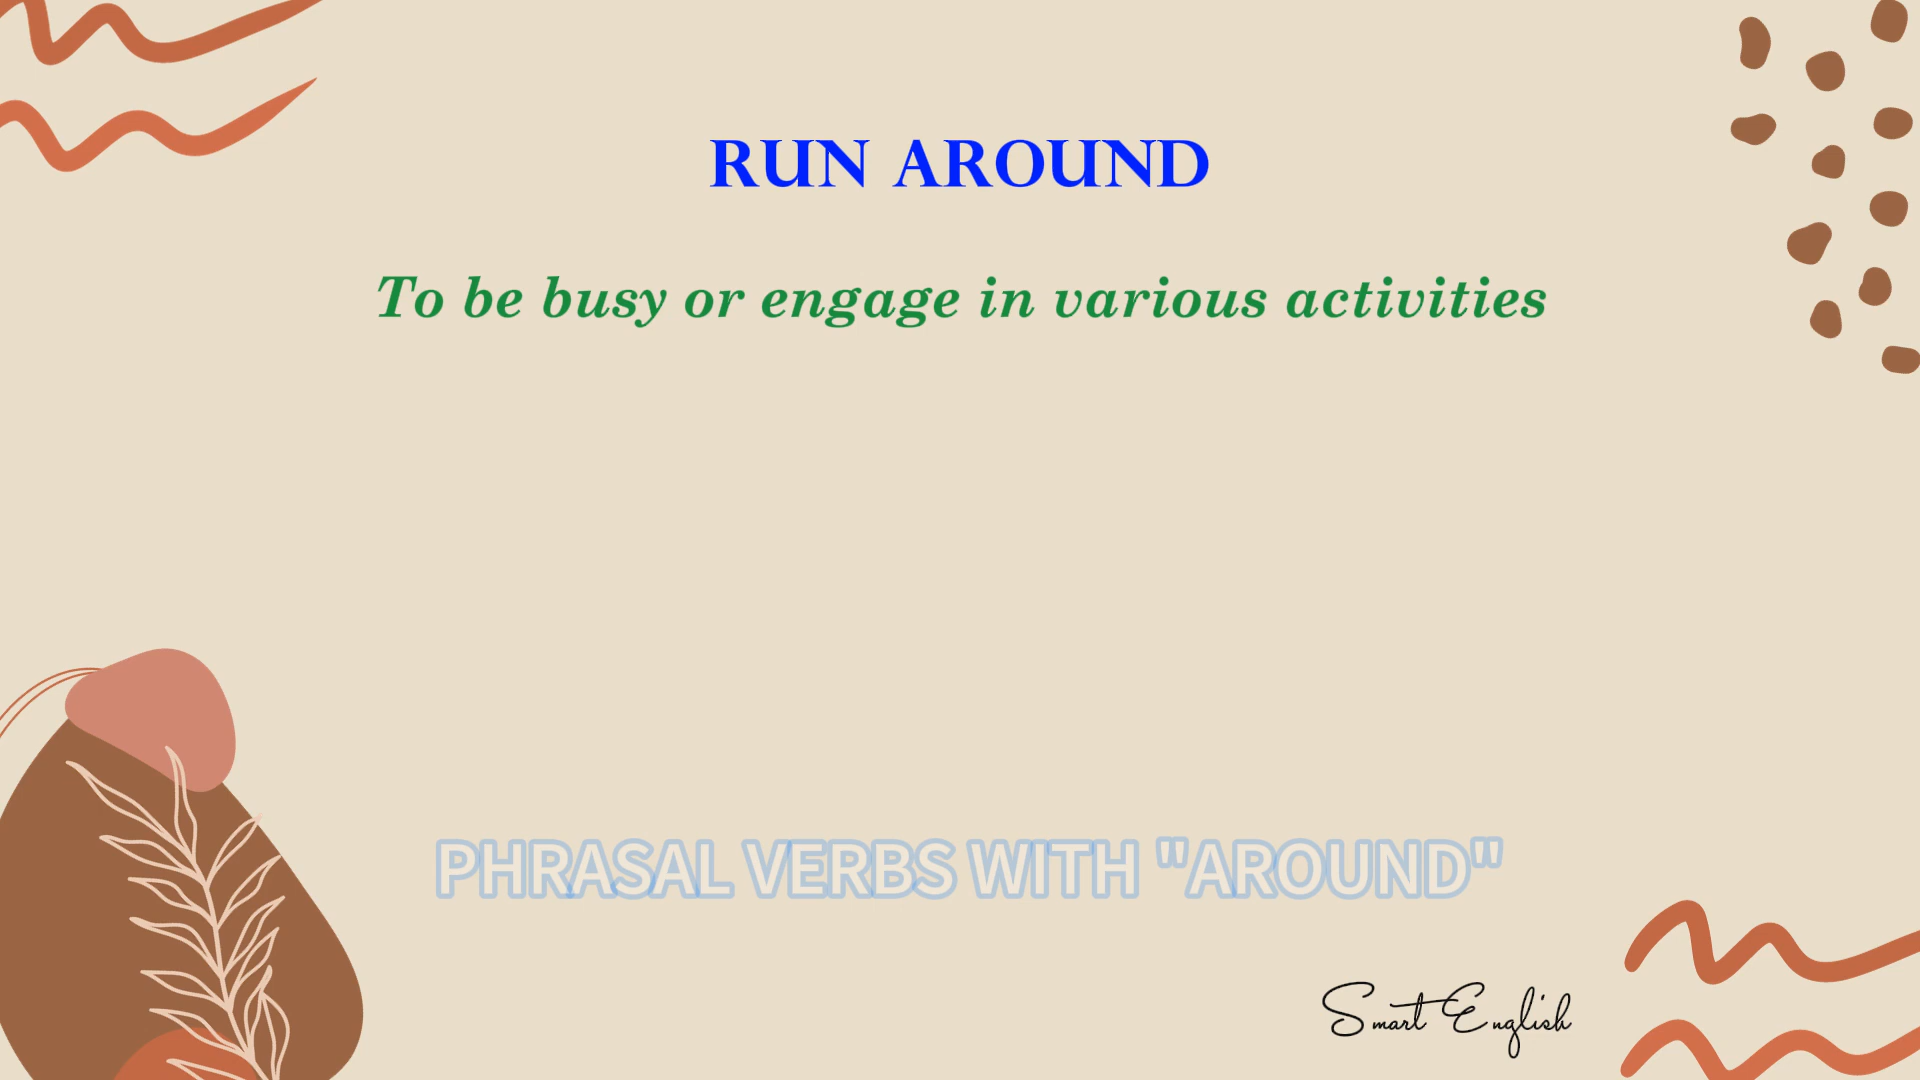 RUN AROUND
To be busy or engage in various activities
PHRASAL VERBS WITH "AROUND"
Smart English